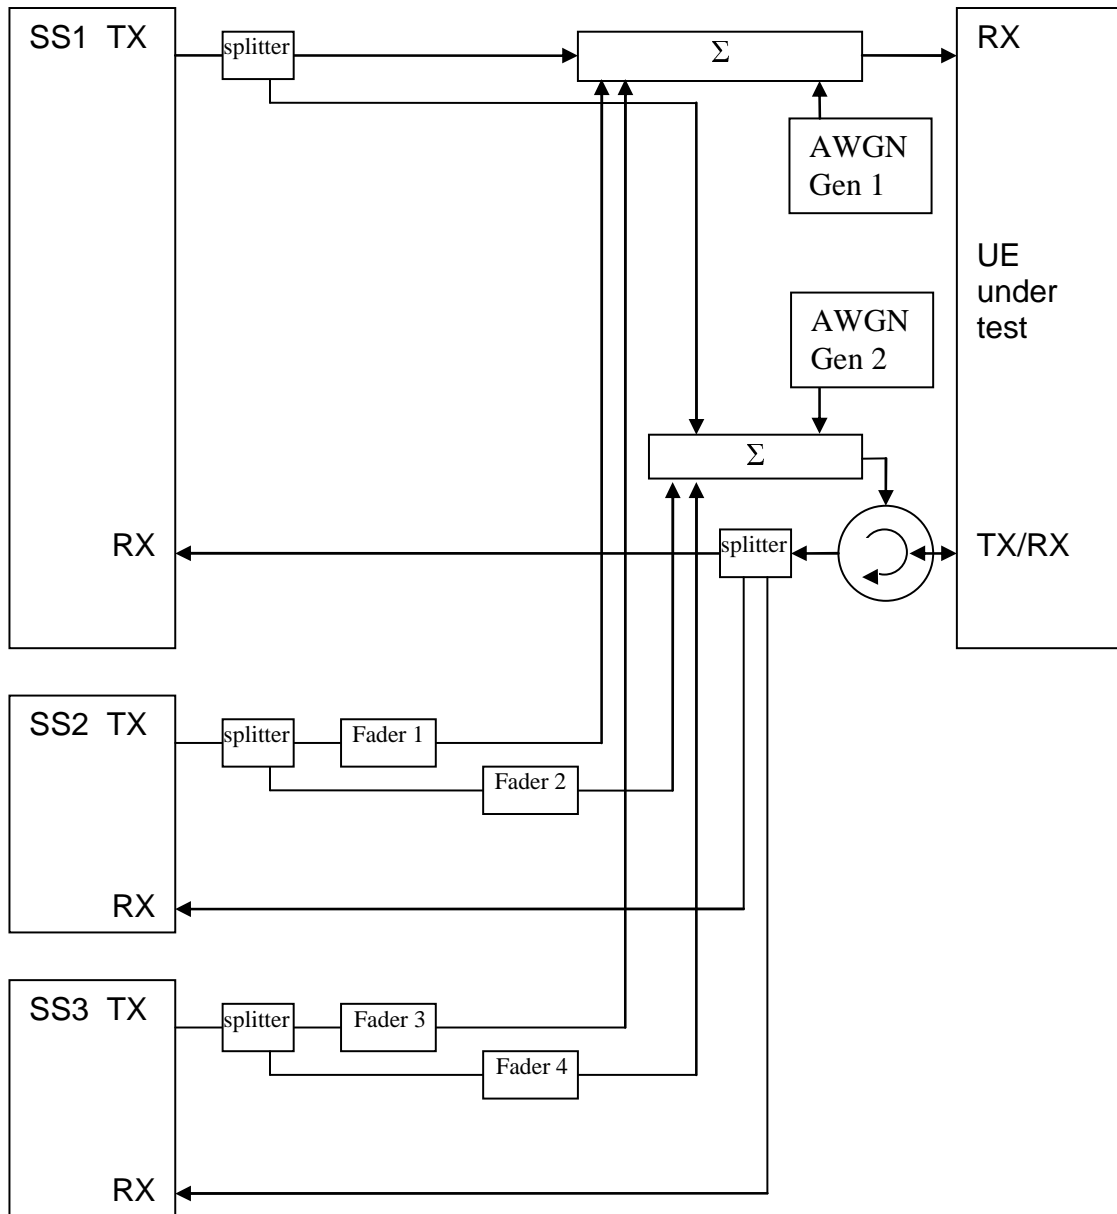 SS1 TX
splitter
Σ
RX
AWGN
Gen 1
UE
under
test
AWGN
Gen 2
Σ
RX
splitter
TX/RX
SS2 TX
splitter
Fader 1
Fader 2
RX
SS3 TX
splitter
Fader 3
Fader 4
RX